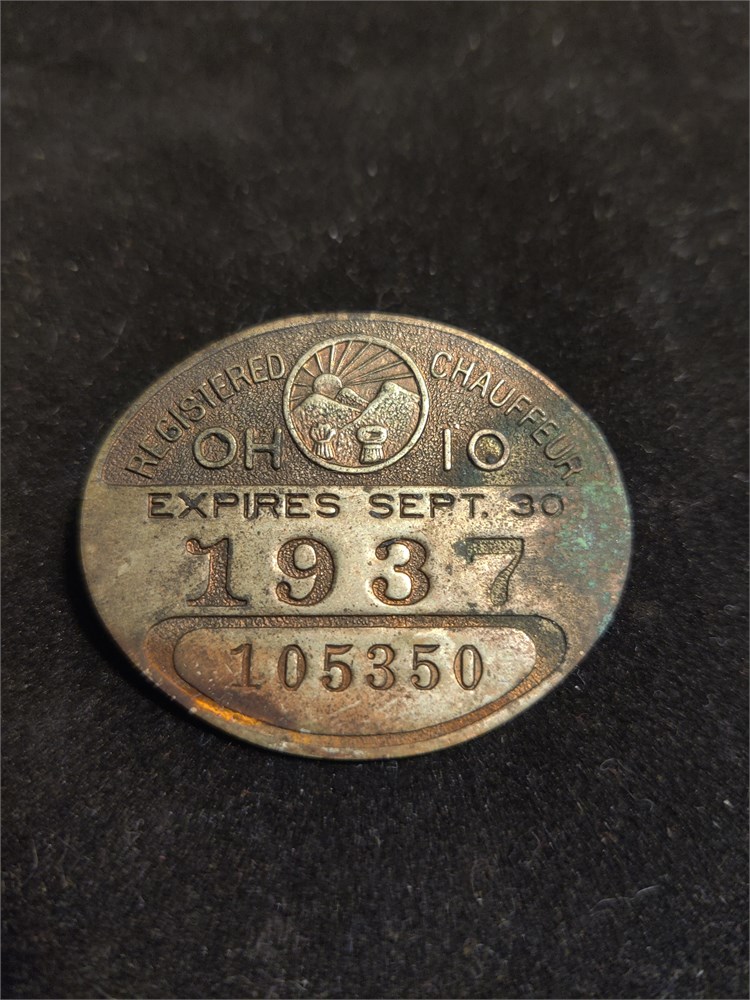 REGISTERED CHAUFFEUR
OHIO
EXPIRES SEPT. 30
1937
105350